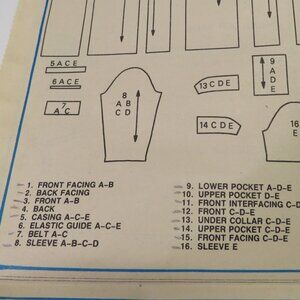 5 A C E
6 A C E
7
A C
8
A B
C D
13 C D E
14 C D E
9
A
D
E
16
1. FRONT FACING A-B
2. BACK FACING
3. FRONT A-B
4. BACK
5. CASING A-C-E
6. ELASTIC GUIDE A-C-E
7. BELT A-C
8. SLEEVE A-B-C-D
9. LOWER POCKET A-D-E
10. UPPER POCKET D-E
11. FRONT INTERFACING C-D
12. FRONT C-D-E
13. UNDER COLLAR C-D-E
14. UPPER POCKET C-D-E
15. FRONT FACING C-D-E
16. SLEEVE E